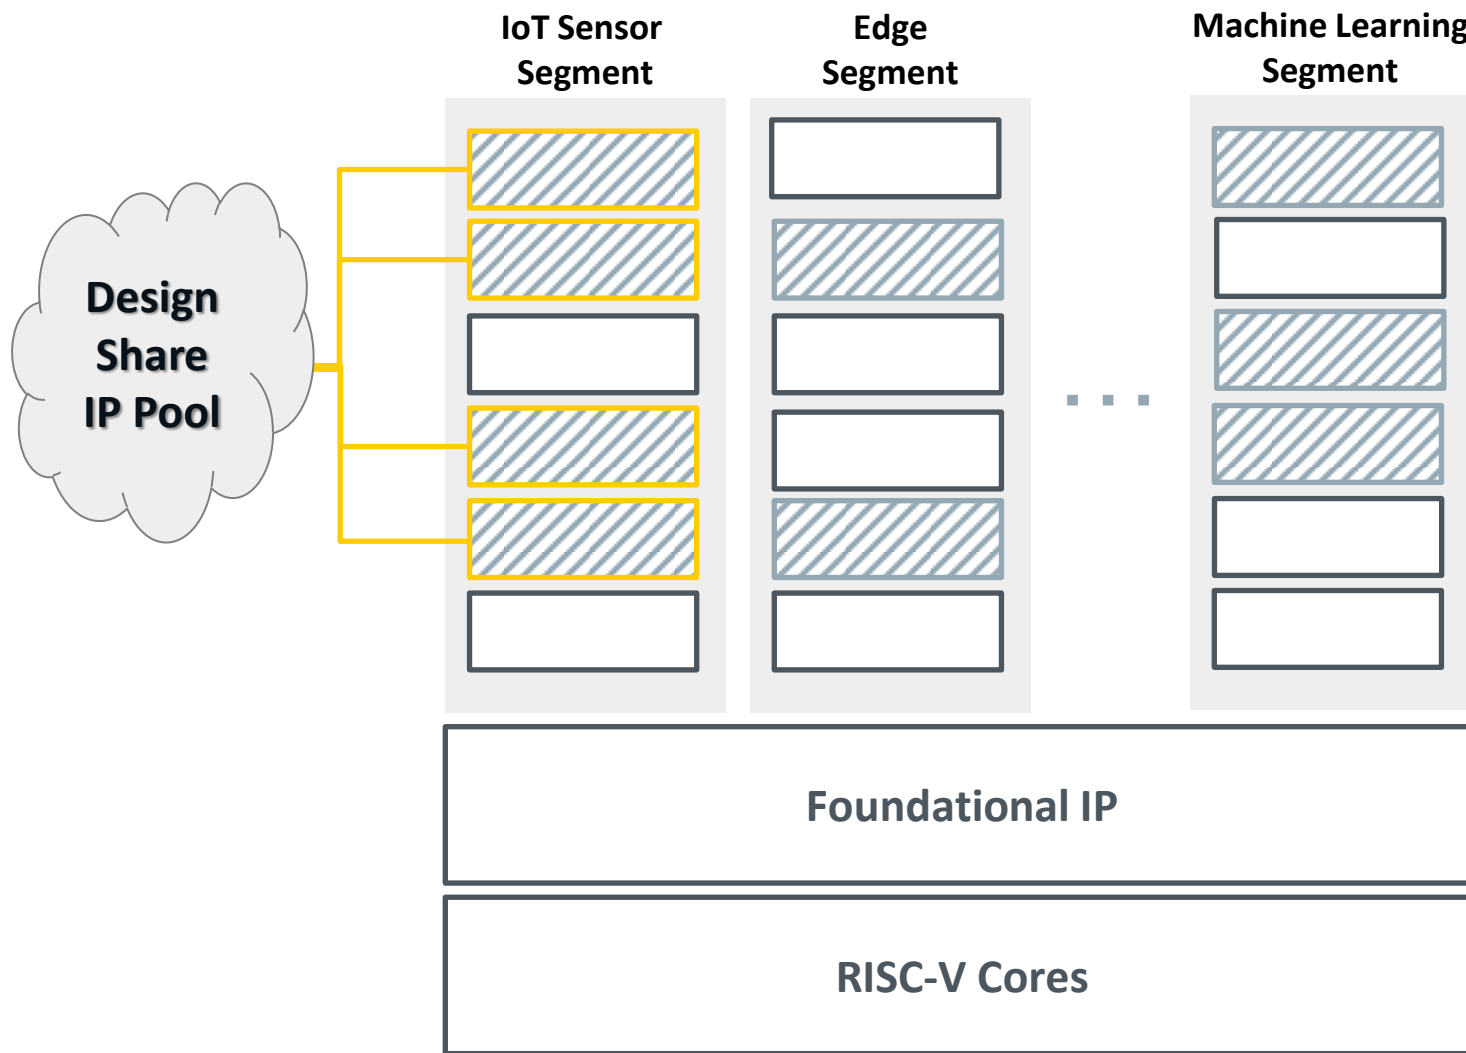 IoT Sensor
Segment
Edge
Segment
Machine Learning
Segment
Design
Share
IP Pool
. . .
Foundational IP
RISC-V Cores